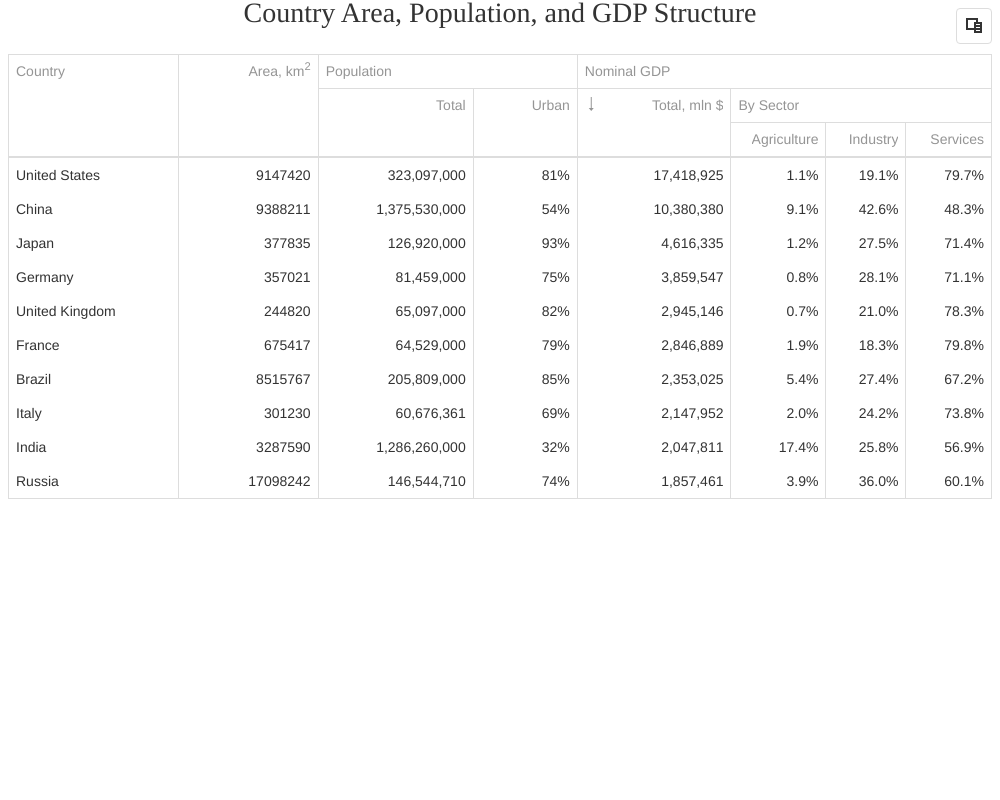 Country Area, Population, and GDP Structure
Country Area, km² Population Nominal GDP
Total Urban ↓ Total, mln $ By Sector
Agriculture Industry Services
United States 9147420 323,097,000 81% 17,418,925 1.1% 19.1% 79.7%
China 9388211 1,375,530,000 54% 10,380,380 9.1% 42.6% 48.3%
Japan 377835 126,920,000 93% 4,616,335 1.2% 27.5% 71.4%
Germany 357021 81,459,000 75% 3,859,547 0.8% 28.1% 71.1%
United Kingdom 244820 65,097,000 82% 2,945,146 0.7% 21.0% 78.3%
France 675417 64,529,000 79% 2,846,889 1.9% 18.3% 79.8%
Brazil 8515767 205,809,000 85% 2,353,025 5.4% 27.4% 67.2%
Italy 301230 60,676,361 69% 2,147,952 2.0% 24.2% 73.8%
India 3287590 1,286,260,000 32% 2,047,811 17.4% 25.8% 56.9%
Russia 17098242 146,544,710 74% 1,857,461 3.9% 36.0% 60.1%